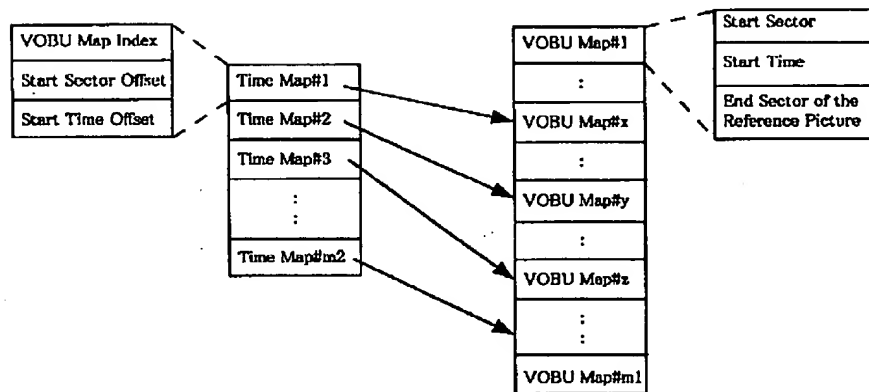 VOBU Map Index
Start Sector Offset
Start Time Offset
Time Map#1
Time Map#2
Time Map#3
:
:
Time Map#m2
VOBU Map#1
:
VOBU Map#x
:
VOBU Map#y
:
VOBU Map#z
:
:
VOBU Map#m1
Start Sector
Start Time
End Sector of the
Reference Picture